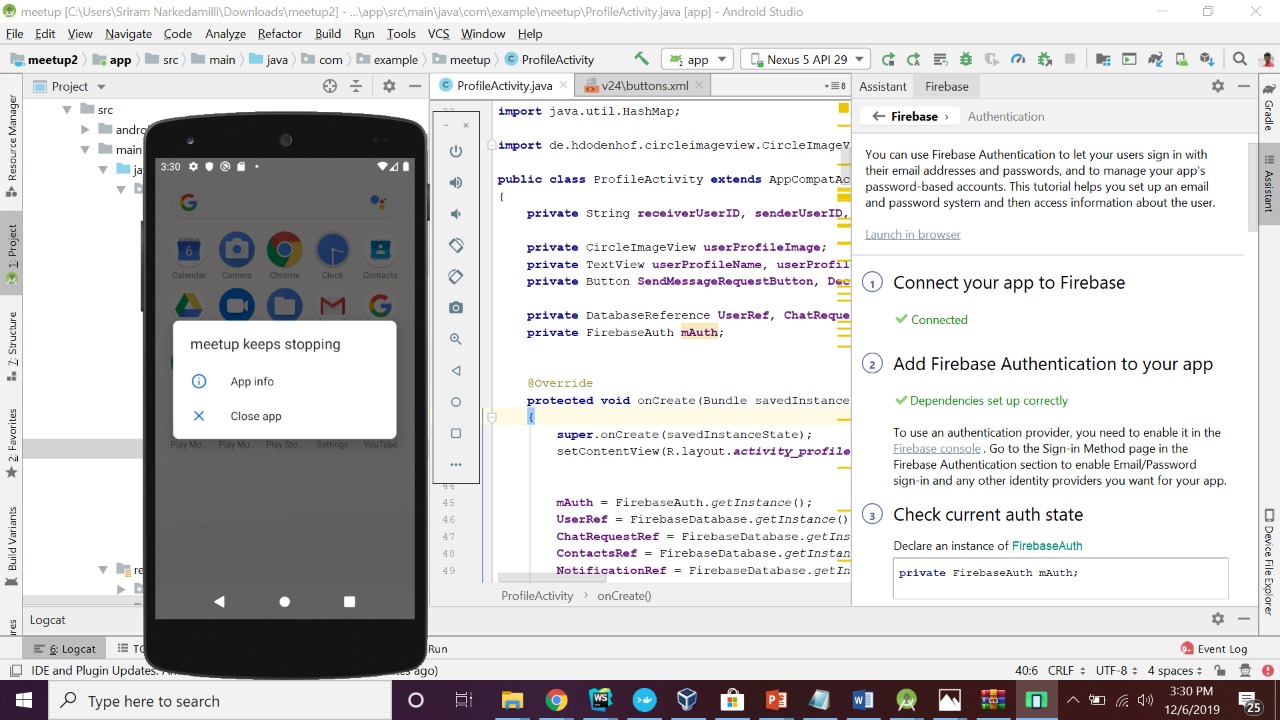 meetup [C:\Users\Sriram Narkedamilli\Downloads\meetup2] - ...\app\src\main\java\com\example\meetup\ProfileActivity.java [app] - Android Studio
File Edit View Navigate Code Analyze Refactor Build Run Tools VCS Window Help
meetup2 app src main java com example meetup ProfileActivity app Nexus 5 API 29
Project ProfileActivity.java v24\buttons.xml Assistant Firebase
Resource Manager
1: Project
7: Structure
2: Favorites
Build Variants
src
andro
main
ja
re
3:30
Calendar Camera Chrome Clock Contacts
meetup keeps stopping
App info
Close app
Play Mo... Play Mu... Play Sto... Settings YouTube
import java.util.HashMap;
import de.hdodenhof.circleimageview.CircleImageV
public class ProfileActivity extends AppCompatAc
{
private String receiverUserID, senderUserID,
private CircleImageView userProfileImage;
private TextView userProfileName, userProfil
private Button SendMessageRequestButton, Dec
private DatabaseReference UserRef, ChatReque
private FirebaseAuth mAuth;
@Override
protected void onCreate(Bundle savedInstance
{
super.onCreate(savedInstanceState);
setContentView(R.layout.activity_profile
45 mAuth = FirebaseAuth.getInstance();
46 UserRef = FirebaseDatabase.getInstance()
47 ChatRequestRef = FirebaseDatabase.getIns
48 ContactsRef = FirebaseDatabase.getInstan
49 NotificationRef = FirebaseDatabase.getIn
ProfileActivity › onCreate()
← Firebase › Authentication
You can use Firebase Authentication to let your users sign in with
their email addresses and passwords, and to manage your app's
password-based accounts. This tutorial helps you set up an email
and password system and then access information about the user.
Launch in browser
1 Connect your app to Firebase
Connected
2 Add Firebase Authentication to your app
Dependencies set up correctly
To use an authentication provider, you need to enable it in the
Firebase console . Go to the Sign-in Method page in the
Firebase Authentication section to enable Email/Password
sign-in and any other identity providers you want for your app.
3 Check current auth state
Declare an instance of FirebaseAuth
private FirebaseAuth mAuth;
Gradle
Assistant
Device File Explorer
Logcat
6: Logcat TO Run Event Log
IDE and Plugin Updates: An es ago) 40:6 CRLF UTF-8 4 spaces
Type here to search
3:30 PM
12/6/2019
25